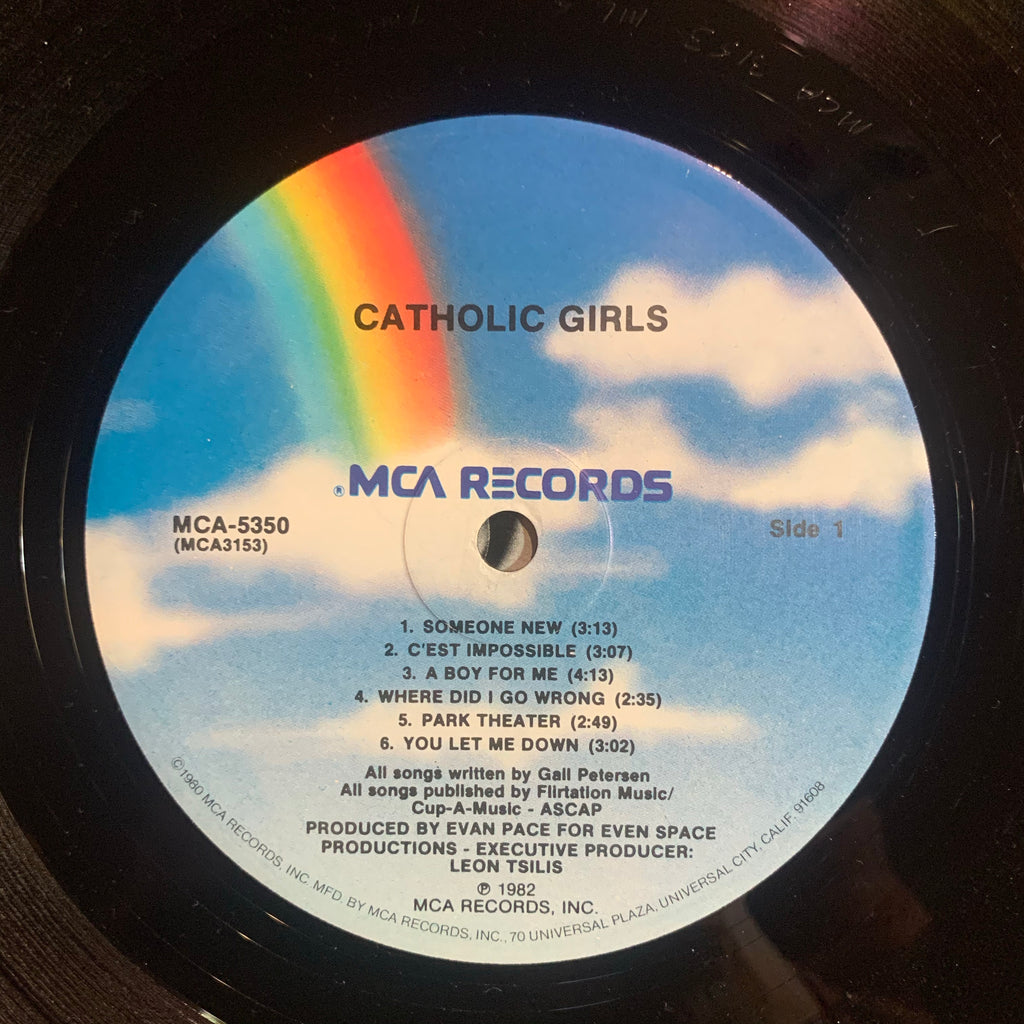 CATHOLIC GIRLS
® MCA RECORDS
MCA-5350
(MCA3153)
Side 1
1. SOMEONE NEW (3:13)
2. C'EST IMPOSSIBLE (3:07)
3. A BOY FOR ME (4:13)
4. WHERE DID I GO WRONG (2:35)
5. PARK THEATER (2:49)
6. YOU LET ME DOWN (3:02)
All songs written by Gail Petersen
All songs published by Flirtation Music/
Cup-A-Music - ASCAP
PRODUCED BY EVAN PACE FOR EVEN SPACE
PRODUCTIONS - EXECUTIVE PRODUCER:
LEON TSILIS
℗ 1982
MCA RECORDS, INC.
©1980 MCA RECORDS, INC. MFD. BY MCA RECORDS, INC., 70 UNIVERSAL PLAZA, UNIVERSAL CITY, CALIF. 91608
MCA 3153